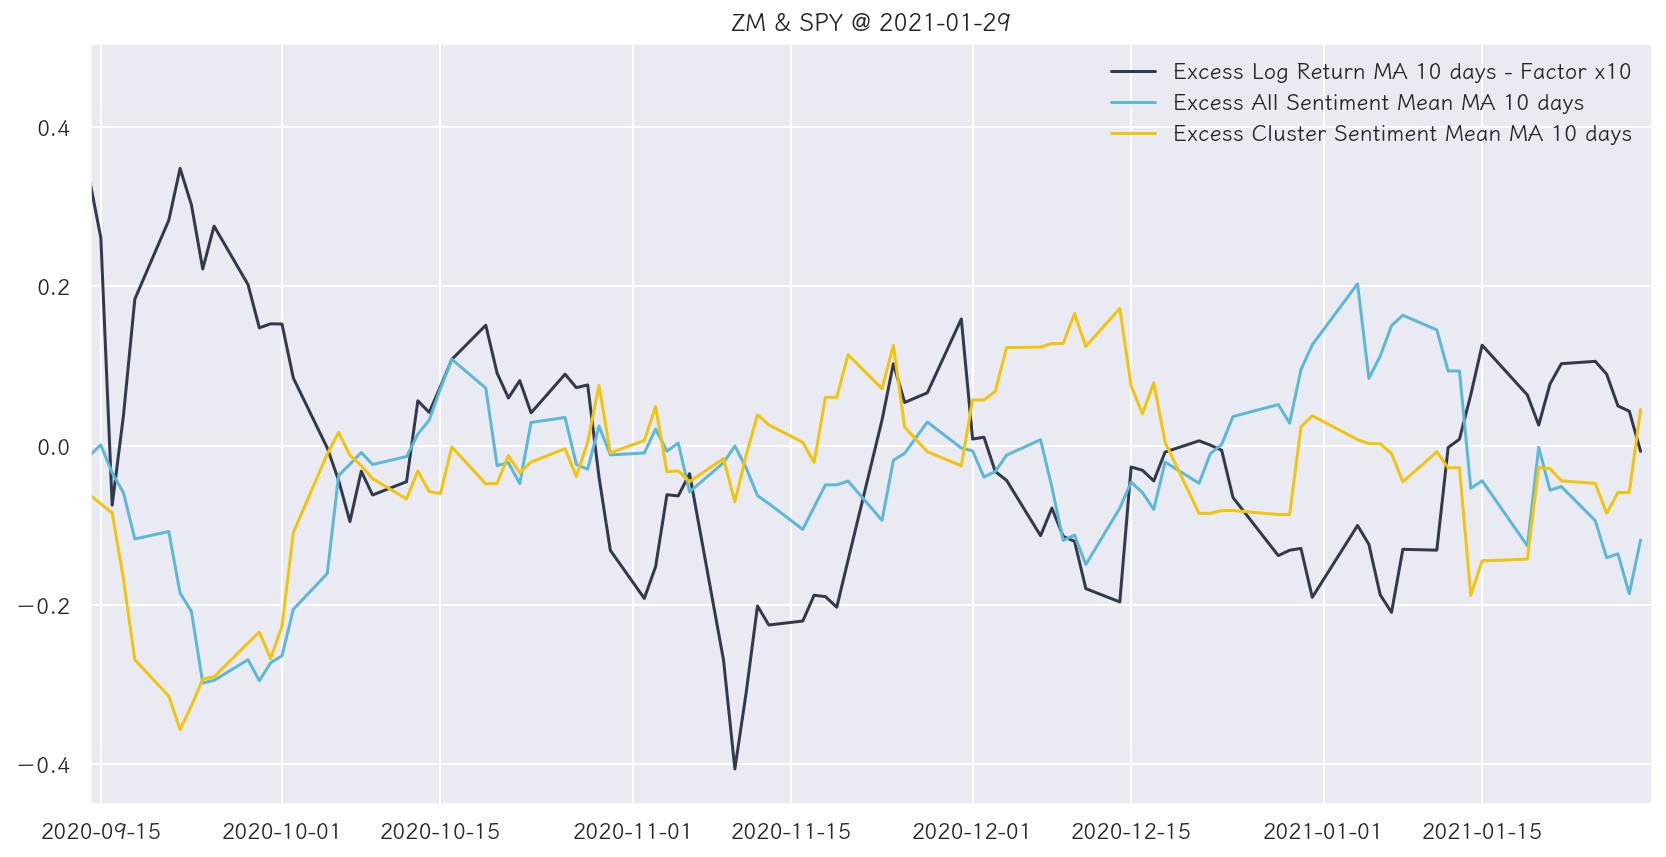 ZM & SPY @ 2021-01-29
Excess Log Return MA 10 days - Factor x10
Excess All Sentiment Mean MA 10 days
Excess Cluster Sentiment Mean MA 10 days
0.4
0.2
0.0
−0.2
−0.4
2020-09-15 2020-10-01 2020-10-15 2020-11-01 2020-11-15 2020-12-01 2020-12-15 2021-01-01 2021-01-15